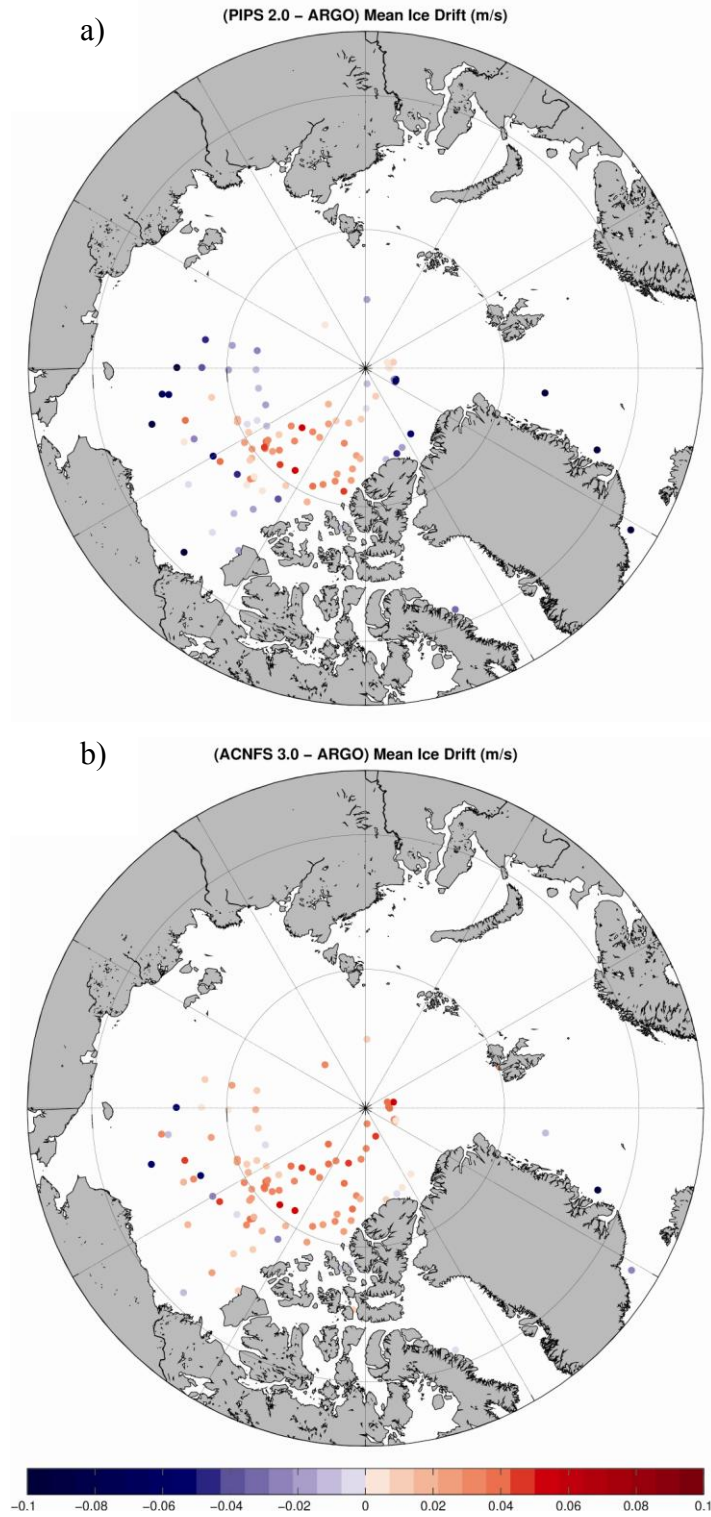 a)
(PIPS 2.0 − ARGO) Mean Ice Drift (m/s)
b)
(ACNFS 3.0 − ARGO) Mean Ice Drift (m/s)
−0.1 −0.08 −0.06 −0.04 −0.02 0 0.02 0.04 0.06 0.08 0.1